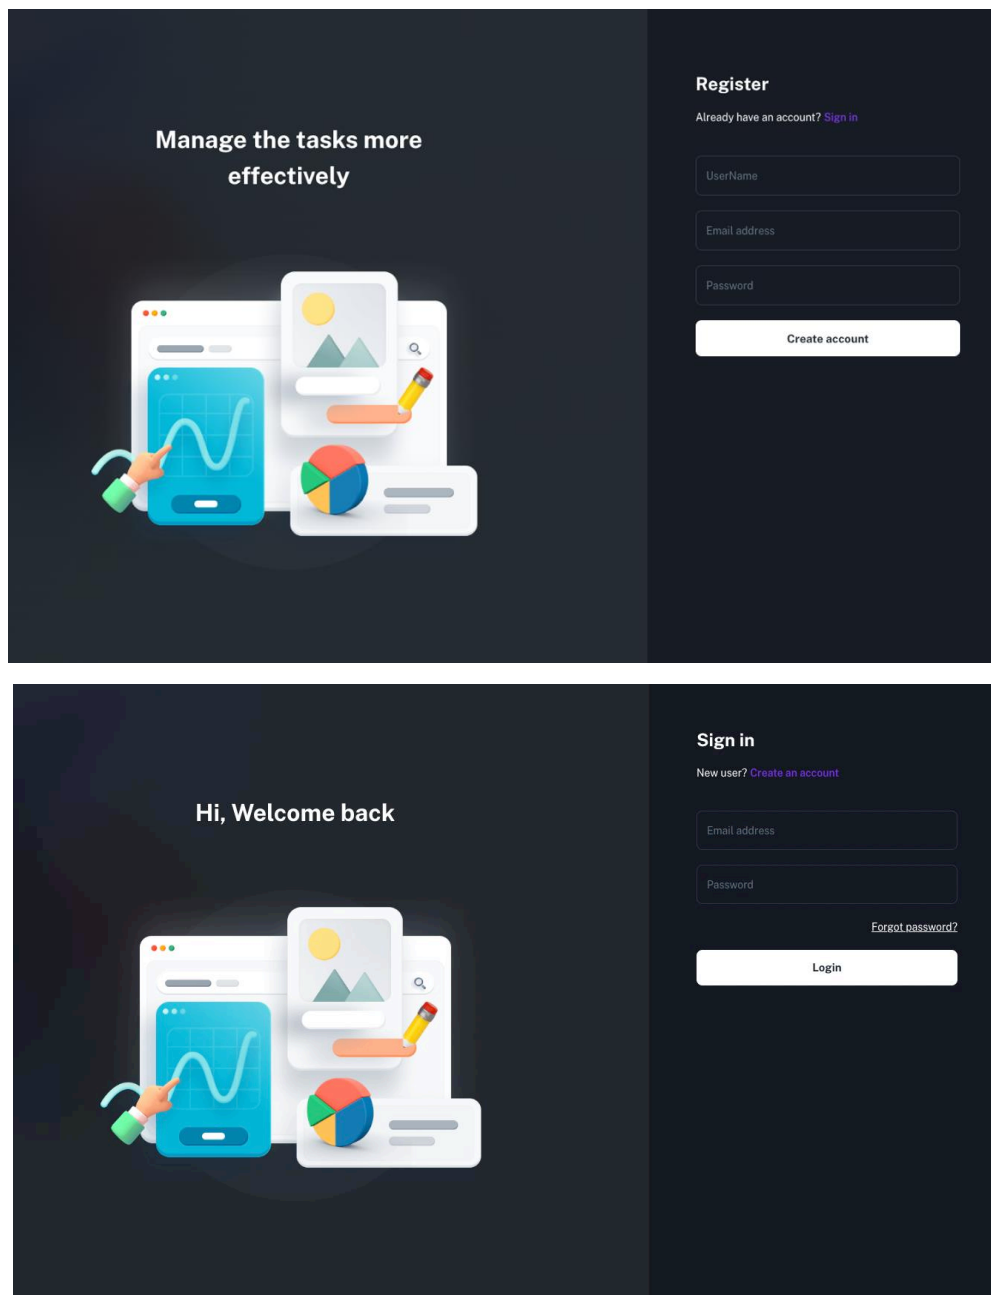 Manage the tasks more
effectively
Register
Already have an account? Sign in
UserName
Email address
Password
Create account
Hi, Welcome back
Sign in
New user? Create an account
Email address
Password
Forgot password?
Login